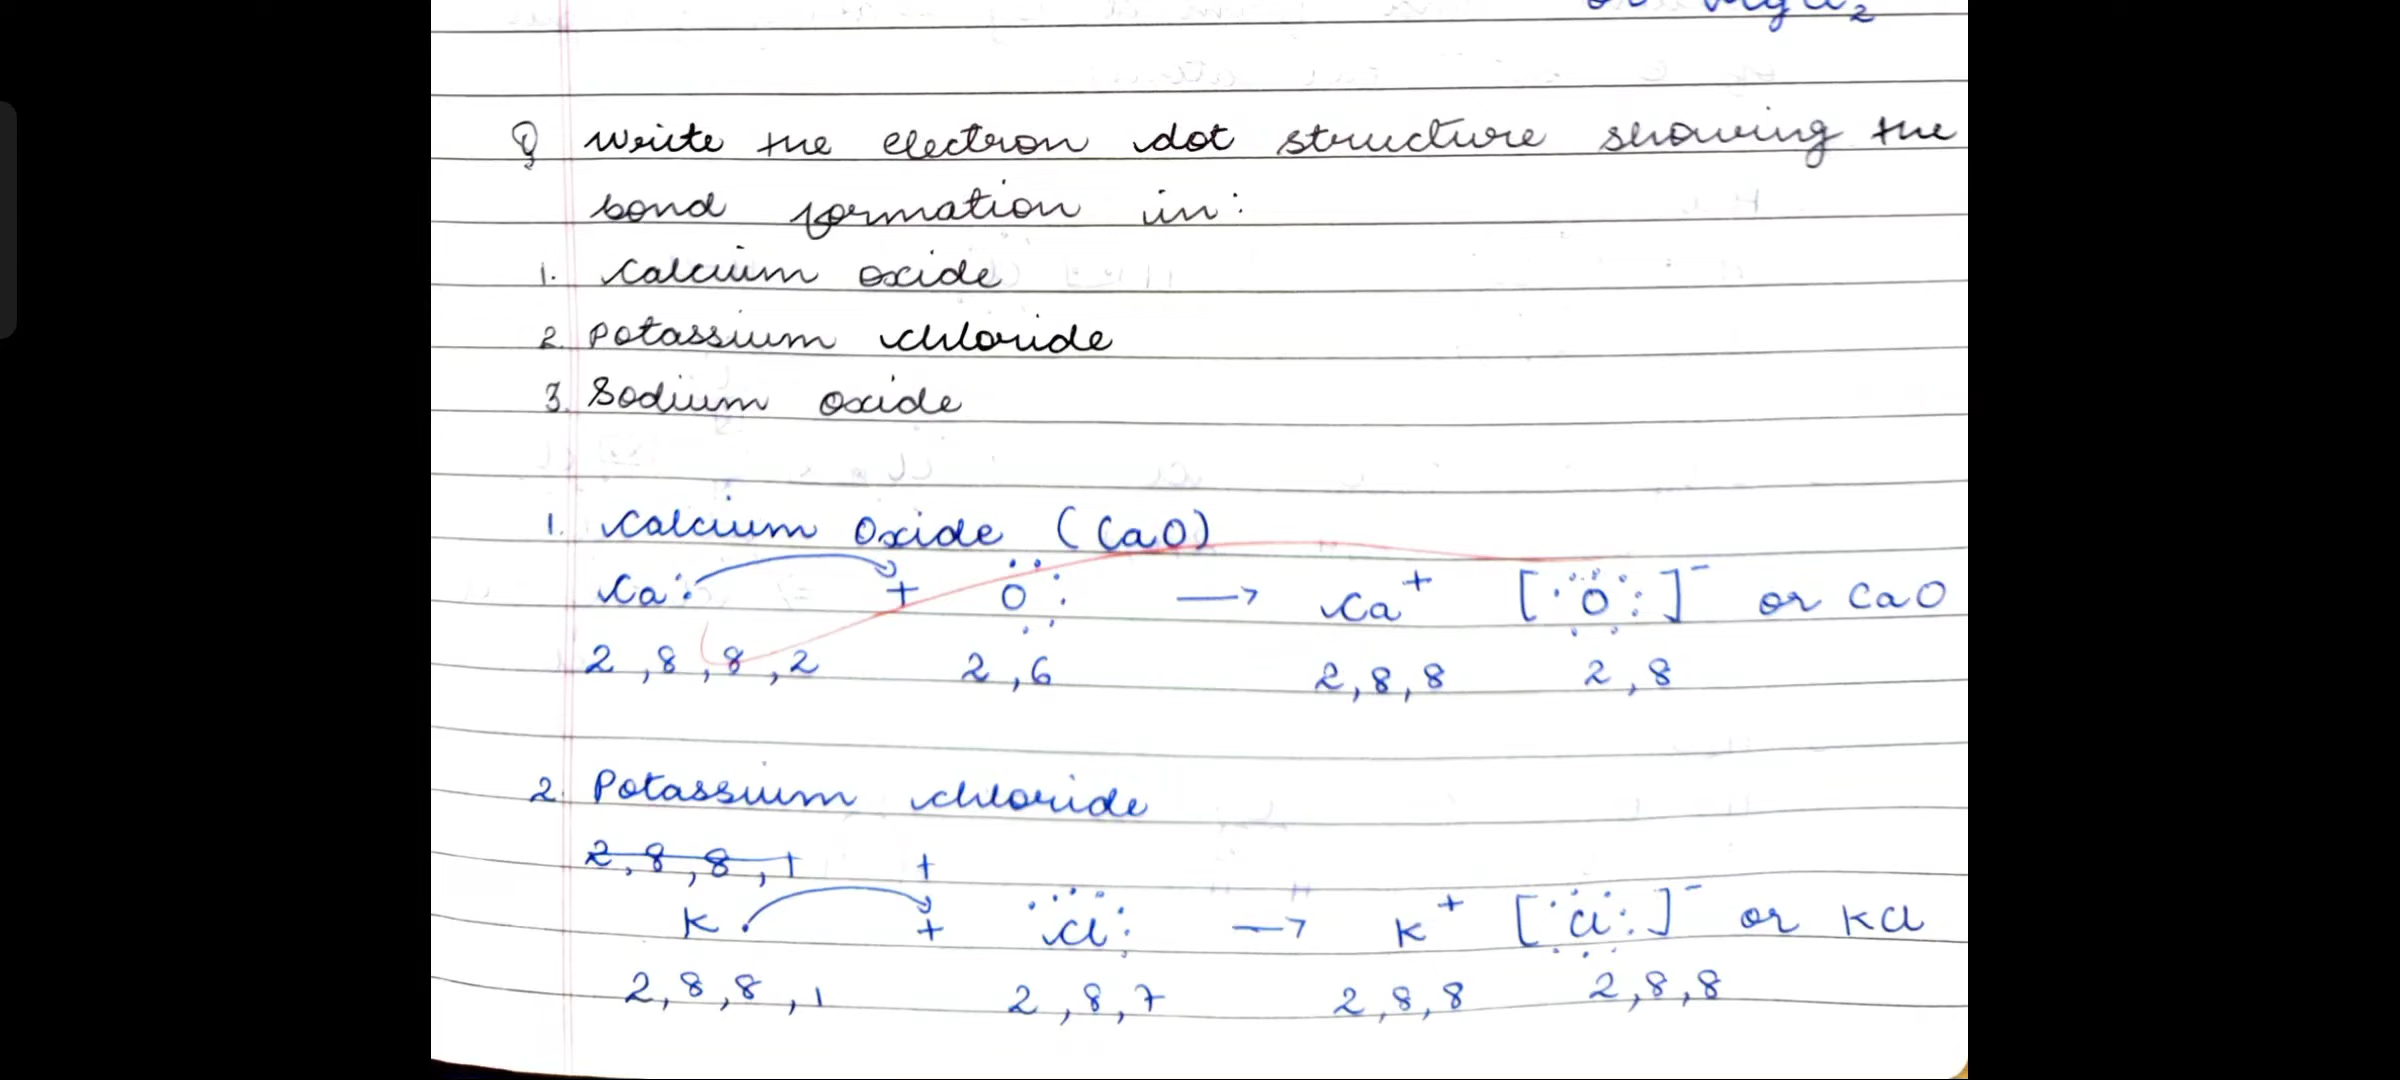 or MgCl₂
Q Write the electron dot structure showing the
bond formation in:
1. Calcium oxide
2. Potassium chloride
3. Sodium oxide
1. Calcium Oxide (CaO)
Ca: + O → Ca⁺ [O]⁻ or CaO
2,8,8,2 2,6 2,8,8 2,8
2. Potassium chloride
2,8,8,1 +
K. + Cl → K⁺ [Cl]⁻ or KCl
2,8,8,1 2,8,7 2,8,8 2,8,8